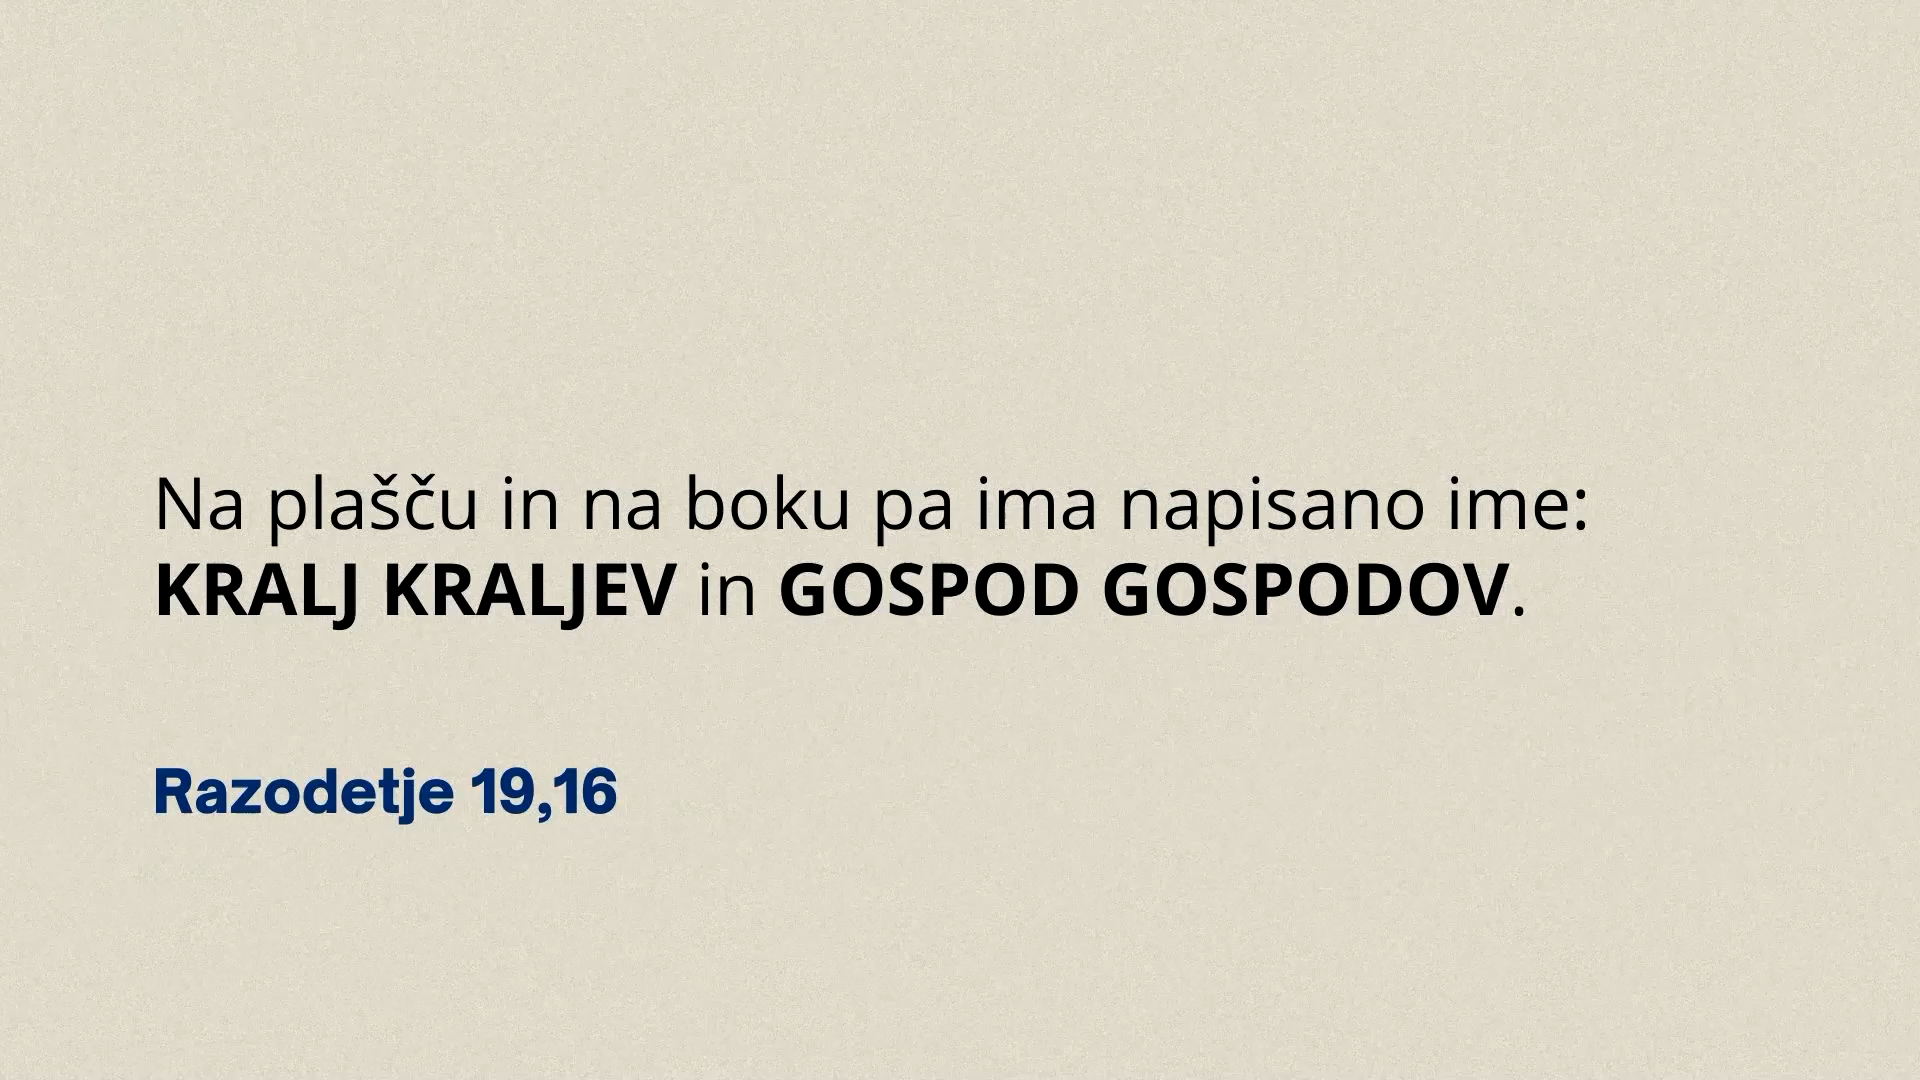 Na plašču in na boku pa ima napisano ime:
KRALJ KRALJEV in GOSPOD GOSPODOV.
Razodetje 19,16